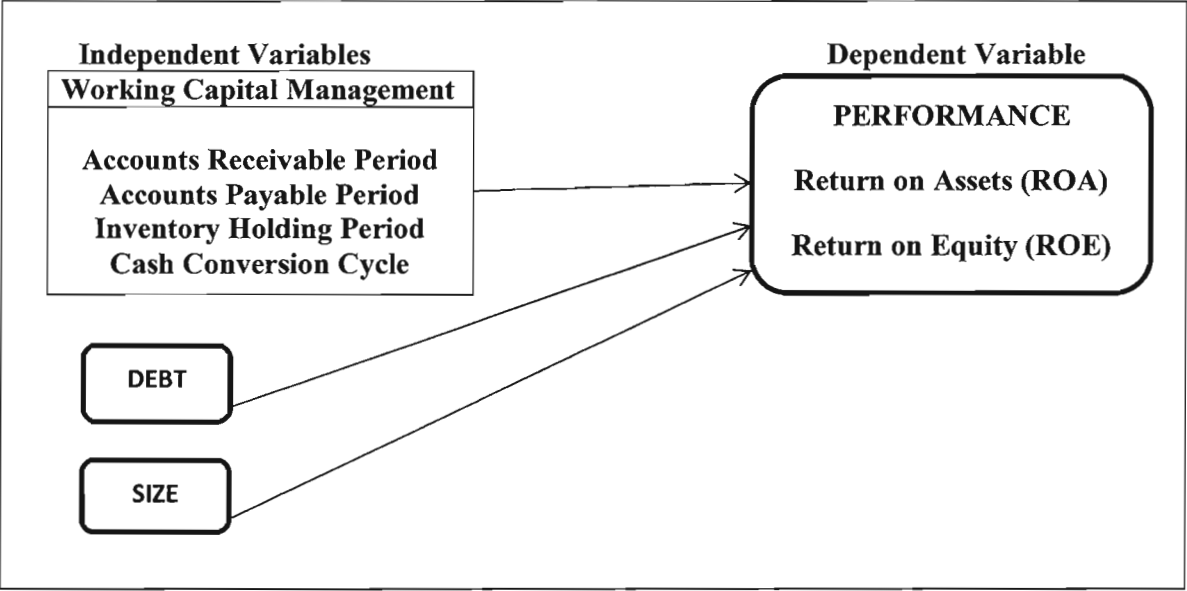 Independent Variables
Working Capital Management
Accounts Receivable Period
Accounts Payable Period
Inventory Holding Period
Cash Conversion Cycle
DEBT
SIZE
Dependent Variable
PERFORMANCE
Return on Assets (ROA)
Return on Equity (ROE)